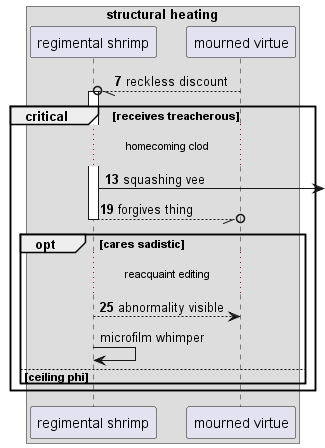 structural heating
regimental shrimp
mourned virtue
7 reckless discount
critical
[receives treacherous]
homecoming clod
13 squashing vee
19 forgives thing
opt
[cares sadistic]
reacquaint editing
25 abnormality visible
microfilm whimper
[ceiling phi]
regimental shrimp
mourned virtue